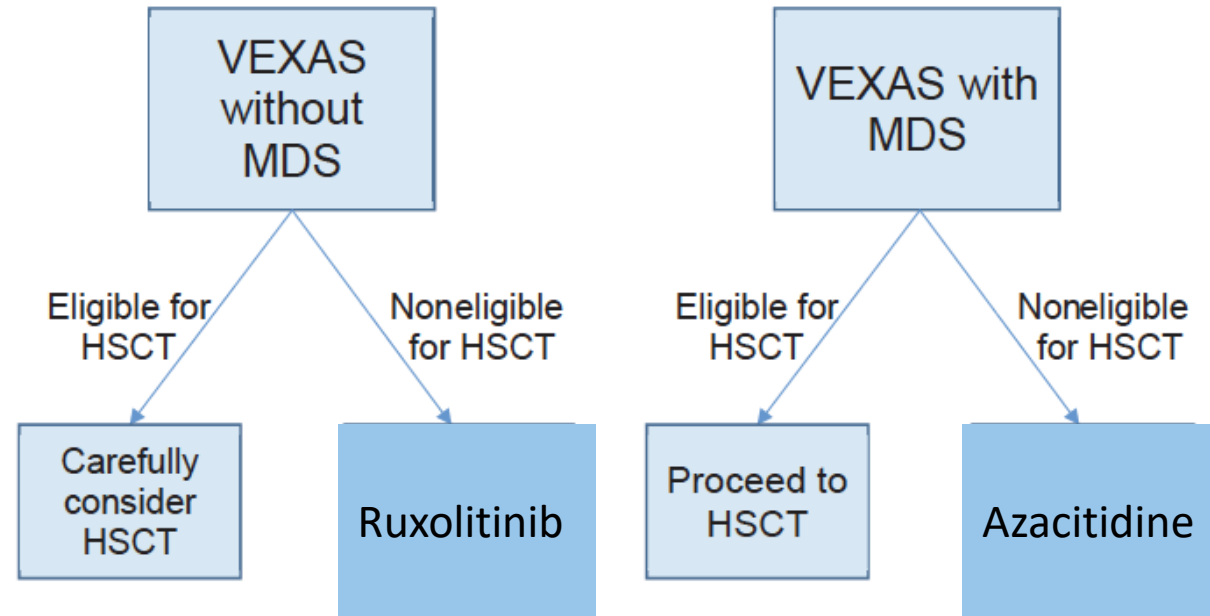 VEXAS
without
MDS
Eligible for
HSCT
Noneligible
for HSCT
Carefully
consider
HSCT
Ruxolitinib
VEXAS with
MDS
Eligible for
HSCT
Noneligible
for HSCT
Proceed to
HSCT
Azacitidine